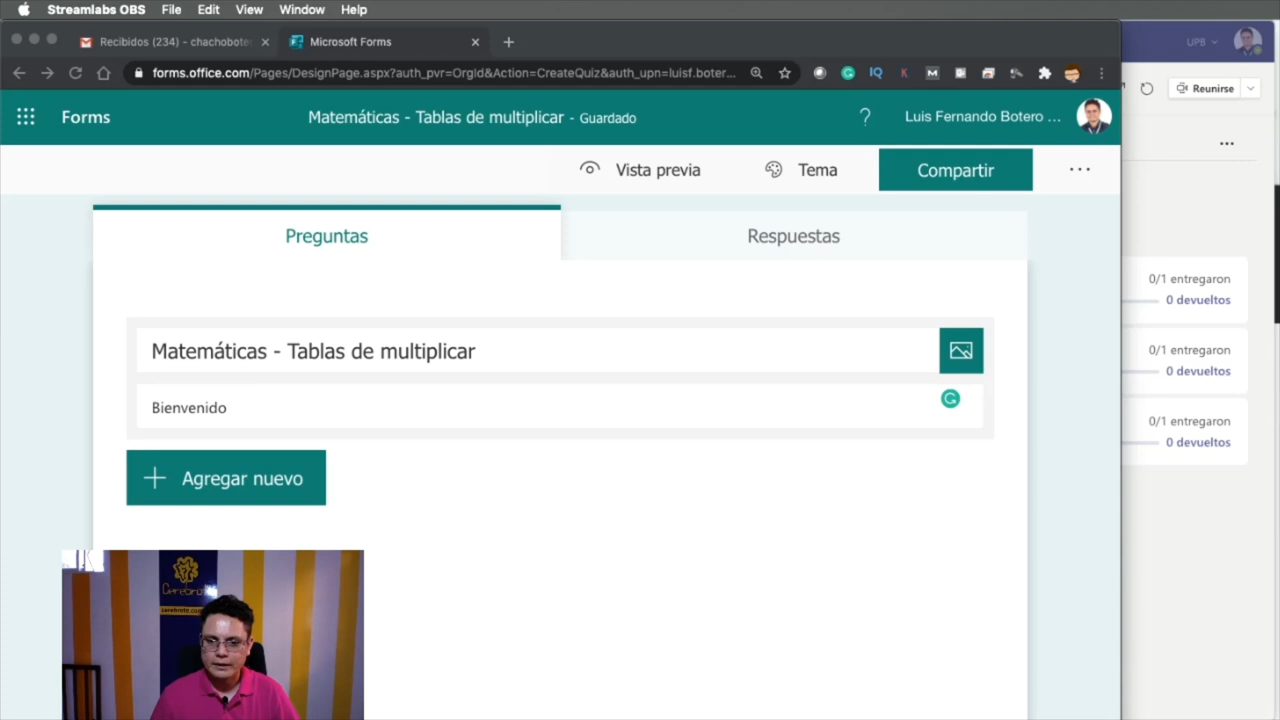 Streamlabs OBS File Edit View Window Help
Recibidos (234) - chachoboter
Microsoft Forms
UPB
forms.office.com/Pages/DesignPage.aspx?auth_pvr=OrgId&Action=CreateQuiz&auth_upn=luisf.boter...
Reunirse
Forms
Matemáticas - Tablas de multiplicar - Guardado
?
Luis Fernando Botero ...
Vista previa
Tema
Compartir
Preguntas
Respuestas
0/1 entregaron
0 devueltos
Matemáticas - Tablas de multiplicar
0/1 entregaron
0 devueltos
Bienvenido
0/1 entregaron
0 devueltos
Agregar nuevo